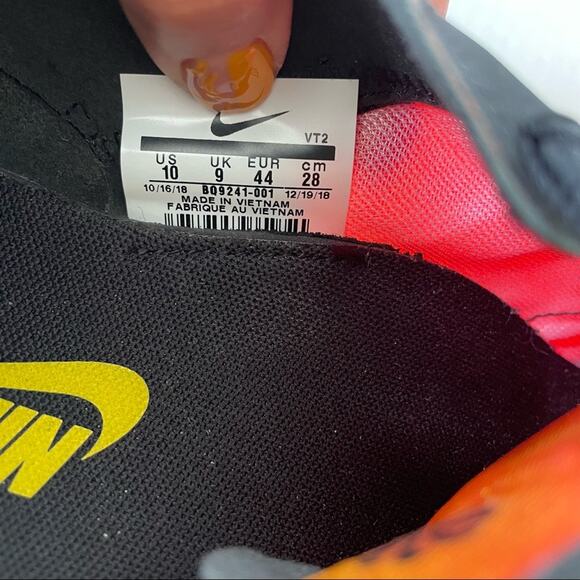 VT2
US UK EUR cm
10 9 44 28
10/16/18 BQ9241-001 12/19/18
MADE IN VIETNAM
FABRIQUE AU VIETNAM